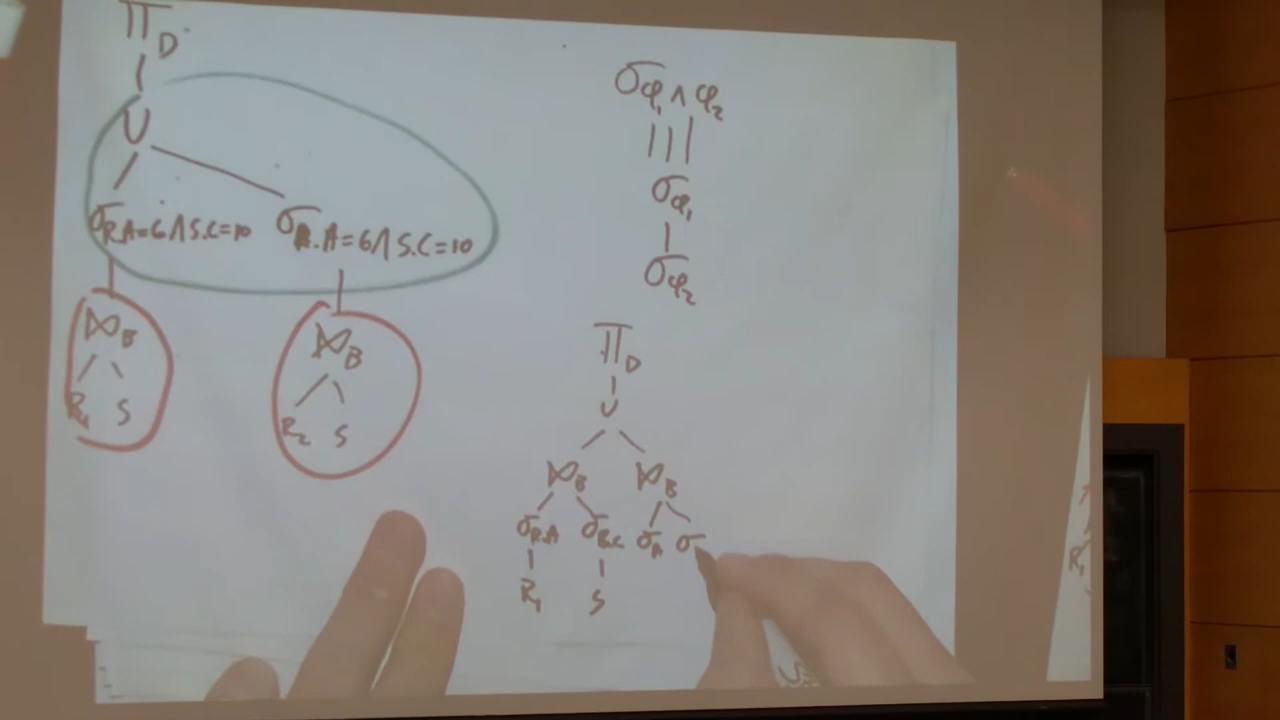 Π_D
∪
σ_R.A=6∧S.C=10 σ_R.A=6∧S.C=10
⋈_B ⋈_B
R₁ S R₂ S
σ_φ₁∧φ₂
|||
σ_φ₁
σ_φ₂
Π_D
∪
⋈_B ⋈_B
σ_R.A σ_A σ
R₁ S
R₁